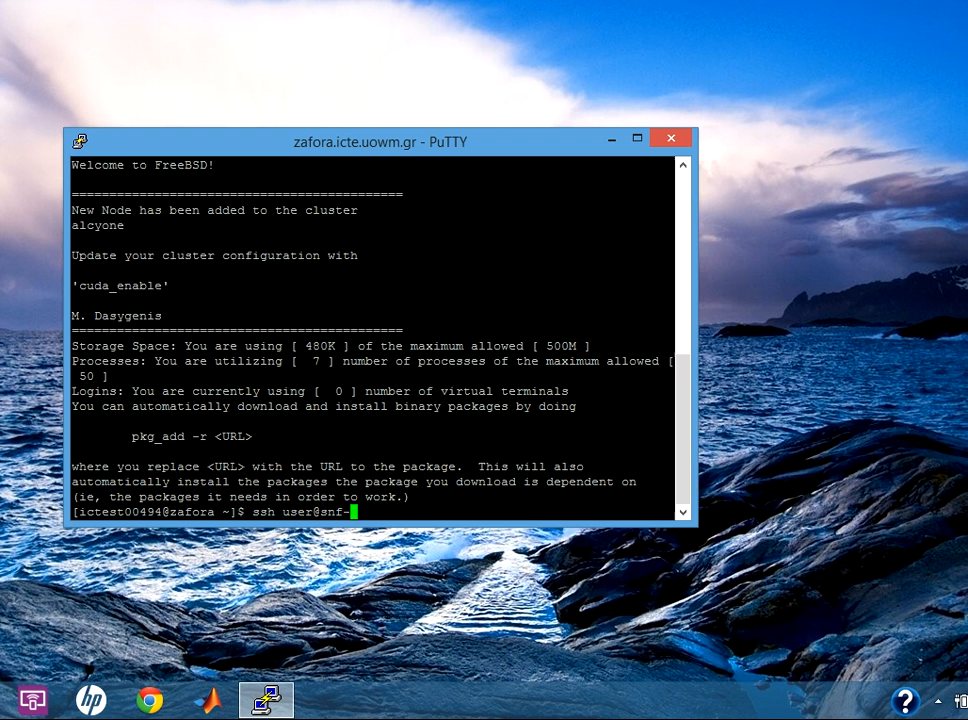 zafora.icte.uowm.gr - PuTTY
Welcome to FreeBSD!
===========================================
New Node has been added to the cluster
alcyone
Update your cluster configuration with
'cuda_enable'
M. Dasygenis
===========================================
Storage Space: You are using [ 480K ] of the maximum allowed [ 500M ]
Processes: You are utilizing [  7 ] number of processes of the maximum allowed [
 50 ]
Logins: You are currently using [  0 ] number of virtual terminals
You can automatically download and install binary packages by doing
        pkg_add -r <URL>
where you replace <URL> with the URL to the package.  This will also
automatically install the packages the package you download is dependent on
(ie, the packages it needs in order to work.)
[ictest00494@zafora ~]$ ssh user@snf-
hp
?